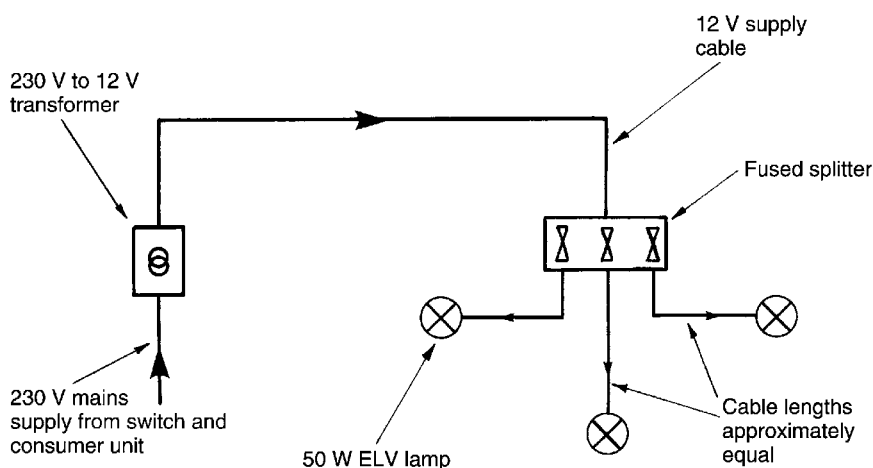 12 V supply
cable
230 V to 12 V
transformer
Fused splitter
230 V mains
supply from switch and
consumer unit
50 W ELV lamp
Cable lengths
approximately
equal